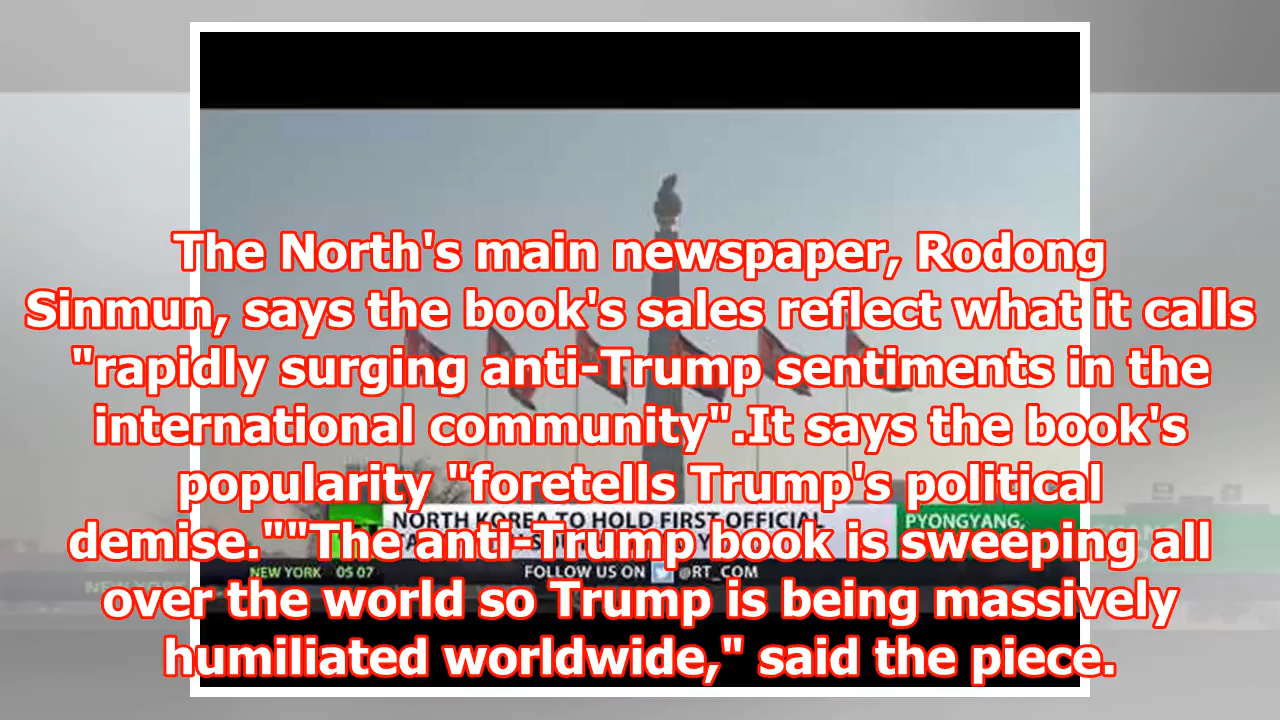 The North's main newspaper, Rodong
Sinmun, says the book's sales reflect what it calls
"rapidly surging anti-Trump sentiments in the
international community".It says the book's
popularity "foretells Trump's political
demise.""The anti-Trump book is sweeping all
over the world so Trump is being massively
humiliated worldwide," said the piece.
NORTH KOREA TO HOLD FIRST OFFICIAL
PYONGYANG,
NEW YORK 05 07
FOLLOW US ON @RT_COM
NEW YORK